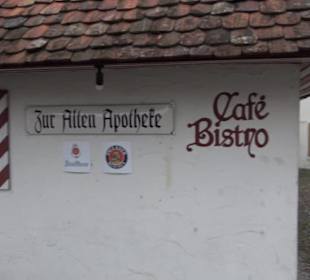 Zur Alten Apotheke
Café
Bistro